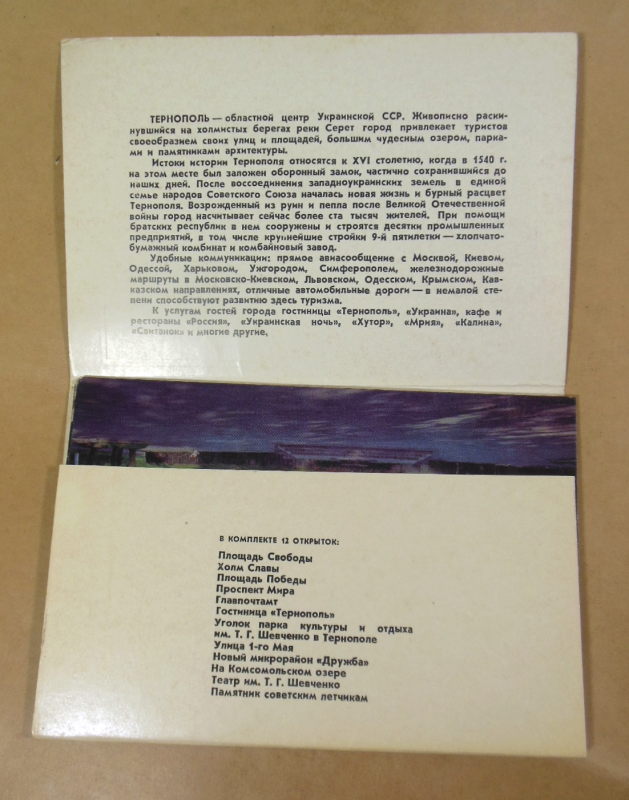 ТЕРНОПОЛЬ — областной центр Украинской ССР. Живописно раски-
нувшийся на холмистых берегах реки Серет город привлекает туристов
своеобразием своих улиц и площадей, большим чудесным озером, парка-
ми и памятниками архитектуры.
Истоки истории Тернополя относятся к XVI столетию, когда в 1540 г.
на этом месте был заложен оборонный замок, частично сохранившийся до
наших дней. После воссоединения западноукраинских земель в единой
семье народов Советского Союза началась новая жизнь и бурный расцвет
Тернополя. Возрожденный из руин и пепла после Великой Отечественной
войны город насчитывает сейчас более ста тысяч жителей. При помощи
братских республик в нем сооружены и строятся десятки промышленных
предприятий, в том числе крупнейшие стройки 9-й пятилетки — хлопчато-
бумажный комбинат и комбайновый завод.
Удобные коммуникации: прямое авиасообщение с Москвой, Киевом,
Одессой, Харьковом, Ужгородом, Симферополем, железнодорожные
маршруты в Московско-Киевском, Львовском, Одесском, Крымском, Кав-
казском направлениях, отличные автомобильные дороги — в немалой сте-
пени способствуют развитию здесь туризма.
К услугам гостей города гостиницы «Тернополь», «Украина», кафе и
рестораны «Россия», «Украинская ночь», «Хутор», «Мрия», «Калина»,
«Свитанок» и многие другие.
В КОМПЛЕКТЕ 12 ОТКРЫТОК:
Площадь Свободы
Холм Славы
Площадь Победы
Проспект Мира
Главпочтамт
Гостиница «Тернополь»
Уголок парка культуры и отдыха
им. Т. Г. Шевченко в Тернополе
Улица 1-го Мая
Новый микрорайон «Дружба»
На Комсомольском озере
Театр им. Т. Г. Шевченко
Памятник советским летчикам